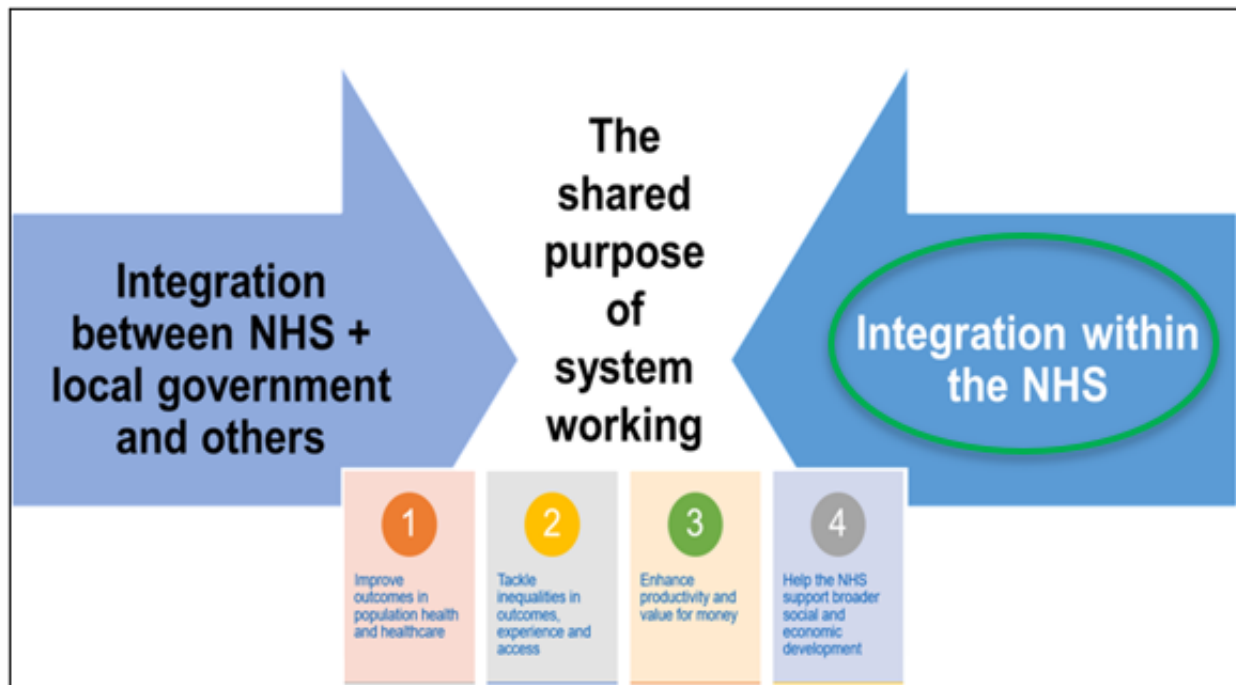 Integration
between NHS +
local government
and others
The
shared
purpose
of
system
working
Integration within
the NHS
1
Improve
outcomes in
population health
and healthcare
2
Tackle
inequalities in
outcomes,
experience and
access
3
Enhance
productivity and
value for money
4
Help the NHS
support broader
social and
economic
development